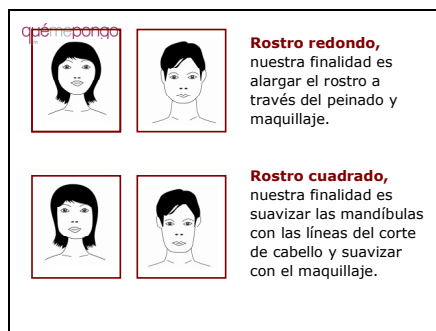 quémepongo
Rostro redondo,
nuestra finalidad es
alargar el rostro a
través del peinado y
maquillaje.
Rostro cuadrado,
nuestra finalidad es
suavizar las mandíbulas
con las líneas del corte
de cabello y suavizar
con el maquillaje.